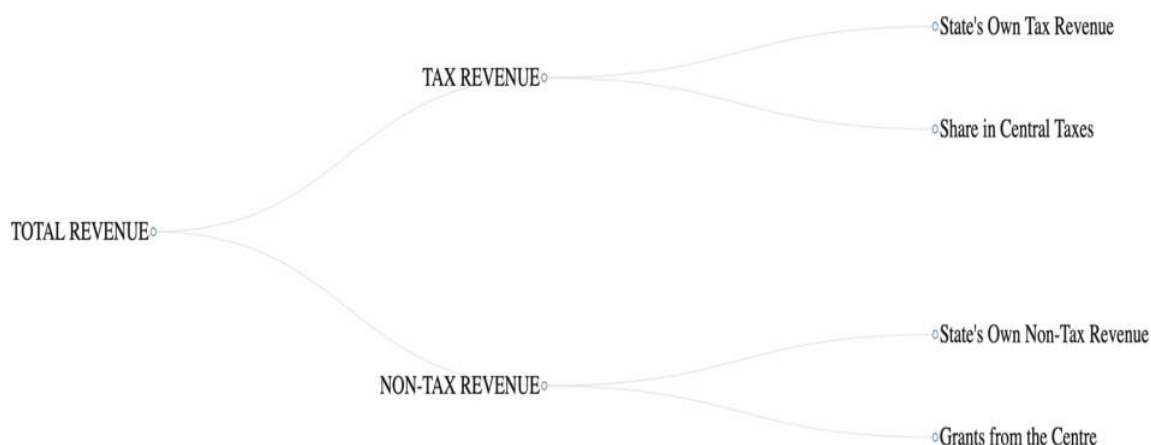 State's Own Tax Revenue
TAX REVENUE
Share in Central Taxes
TOTAL REVENUE
State's Own Non-Tax Revenue
NON-TAX REVENUE
Grants from the Centre